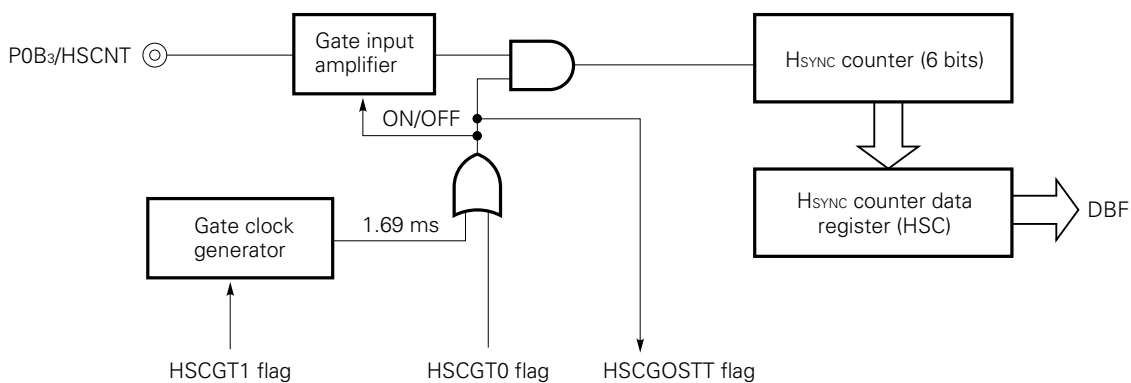 P0B₃/HSCNT
Gate input
amplifier
HSYNC counter (6 bits)
ON/OFF
HSYNC counter data
register (HSC)
DBF
Gate clock
generator
1.69 ms
HSCGT1 flag
HSCGT0 flag
HSCGOSTT flag